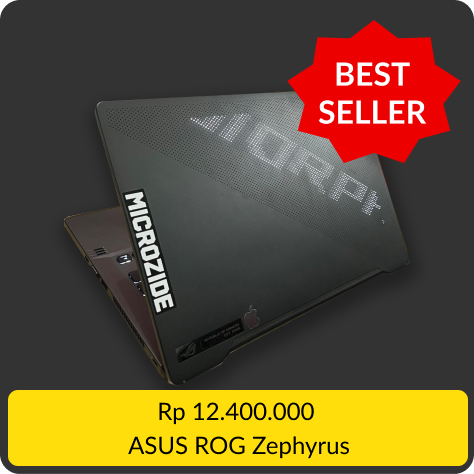 BEST
SELLER
MICROZIDE
Rp 12.400.000
ASUS ROG Zephyrus